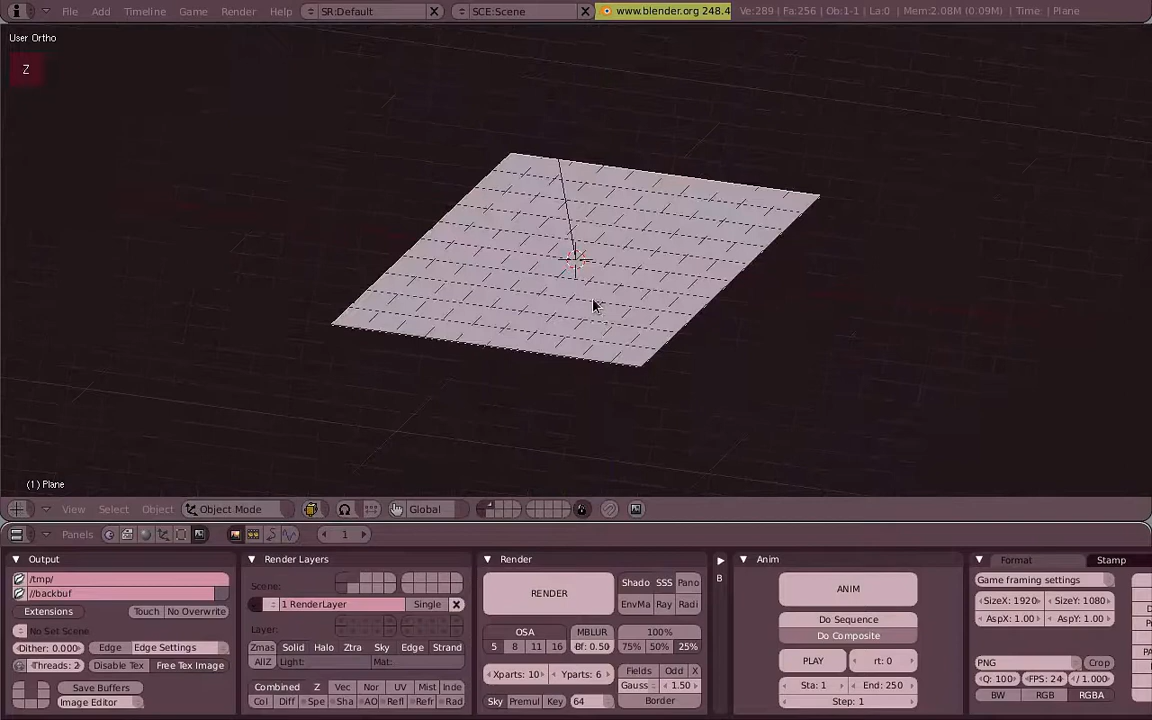 File Add Timeline Game Render Help SR:Default SCE:Scene www.blender.org 248.4 Ve:289 | Fa:256 | Ob:1-1 | La:0 | Mem:2.08M (0.09M) | Time: | Plane
User Ortho
Z
(1) Plane
View Select Object Object Mode Global
Panels 1
Output Render Layers Render Anim Format Stamp
/tmp/
//backbuf
Extensions Touch No Overwrite
No Set Scene
Dither: 0.000 Edge Edge Settings
Threads: 2 Disable Tex Free Tex Image
Save Buffers
Image Editor
Scene:
1 RenderLayer Single
Layer:
Zmas Solid Halo Ztra Sky Edge Strand
AllZ Light: Mat:
Combined Z Vec Nor UV Mist Inde
Col Diff Spe Sha AO Refl Refr Rad
RENDER
Shado SSS Pano
EnvMa Ray Radi
OSA MBLUR 100%
5 8 11 16 Bf: 0.50 75% 50% 25%
Xparts: 10 Yparts: 6 Fields Odd X
Gauss 1.50
Sky Premul Key 64 Border
ANIM
Do Sequence
Do Composite
PLAY rt: 0
Sta: 1 End: 250
Step: 1
Game framing settings
SizeX: 1920 SizeY: 1080
AspX: 1.00 AspY: 1.00
PNG Crop
Q: 100 FPS: 24 / 1.000
BW RGB RGBA